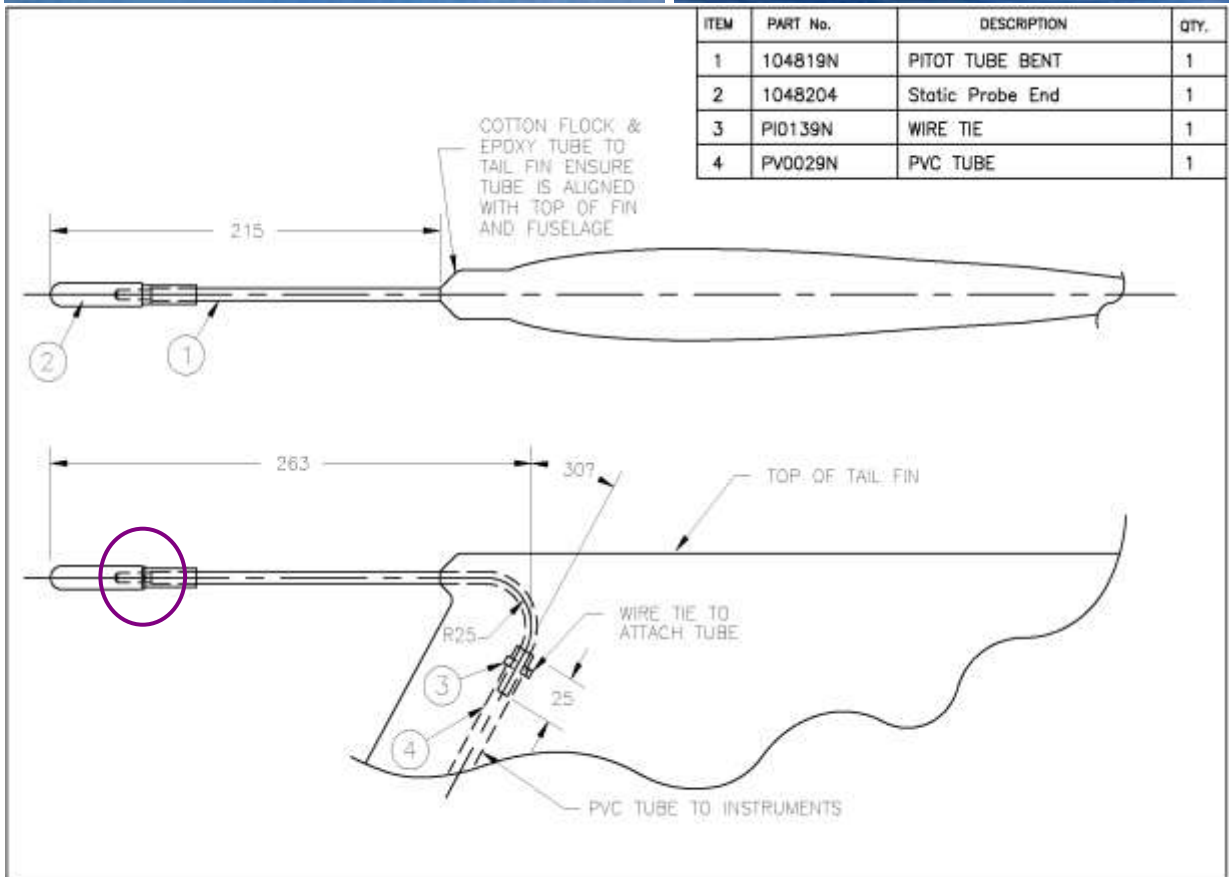 ITEM PART No. DESCRIPTION QTY.
1 104819N PITOT TUBE BENT 1
2 1048204 Static Probe End 1
3 PI0139N WIRE TIE 1
4 PV0029N PVC TUBE 1
COTTON FLOCK &
EPOXY TUBE TO
TAIL FIN ENSURE
TUBE IS ALIGNED
WITH TOP OF FIN
AND FUSELAGE
215
2
1
263
30?
TOP OF TAIL FIN
WIRE TIE TO
ATTACH TUBE
R25
3
25
4
PVC TUBE TO INSTRUMENTS